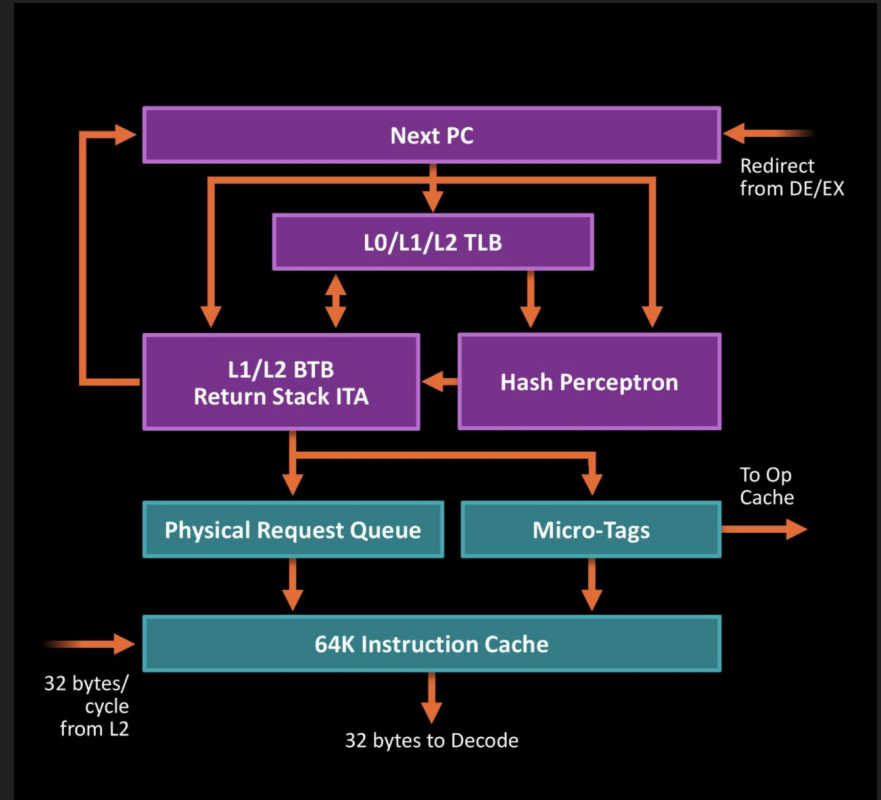 Next PC
Redirect
from DE/EX
L0/L1/L2 TLB
L1/L2 BTB
Return Stack ITA
Hash Perceptron
To Op
Cache
Physical Request Queue
Micro-Tags
64K Instruction Cache
32 bytes/
cycle
from L2
32 bytes to Decode